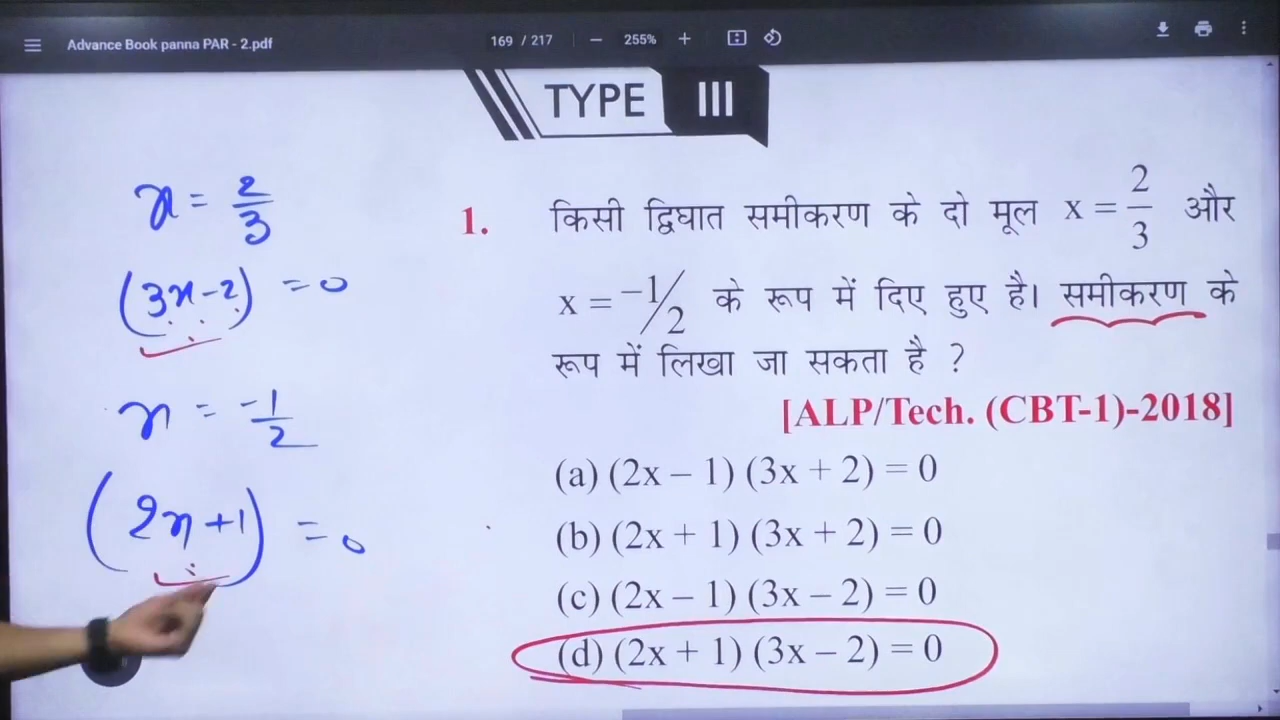 Advance Book panna PAR - 2.pdf 169 / 217 255%
TYPE III
1. किसी द्विघात समीकरण के दो मूल x = 2/3 और
x = -1/2 के रूप में दिए हुए है। समीकरण के
रूप में लिखा जा सकता है ?
[ALP/Tech. (CBT-1)-2018]
(a) (2x – 1) (3x + 2) = 0
(b) (2x + 1) (3x + 2) = 0
(c) (2x – 1) (3x – 2) = 0
(d) (2x + 1) (3x – 2) = 0
x = 2/3
(3x - 2) = 0
x = -1/2
(2x + 1) = 0